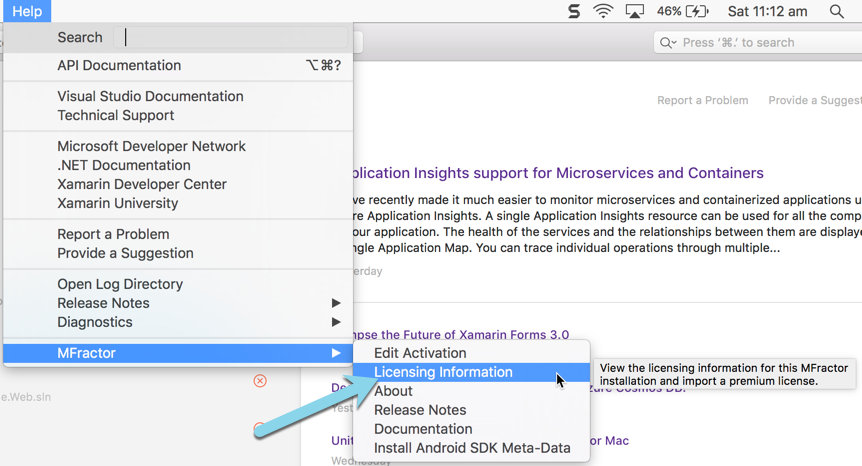 Help
46%
Sat 11:12 am
Search
API Documentation ⌥⌘?
Visual Studio Documentation
Technical Support
Microsoft Developer Network
.NET Documentation
Xamarin Developer Center
Xamarin University
Report a Problem
Provide a Suggestion
Open Log Directory
Release Notes
Diagnostics
MFractor
Edit Activation
Licensing Information
About
Release Notes
Documentation
Install Android SDK Meta-Data
View the licensing information for this MFractor
installation and import a premium license.
Press ‘⌘.’ to search
Report a Problem Provide a Suggest
plication Insights support for Microservices and Containers
ve recently made it much easier to monitor microservices and containerized applications u
re Application Insights. A single Application Insights resource can be used for all the comp
our application. The health of the services and the relationships between them are displaye
ngle Application Map. You can trace individual operations through multiple...
erday
mpse the Future of Xamarin Forms 3.0
De
zure Cosmos DB.
Yest
Unit
or Mac
Wednesday
e.Web.sln